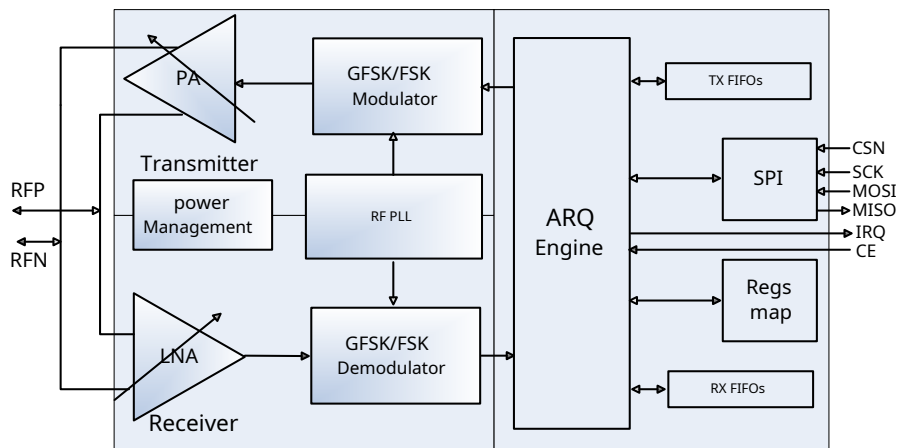 PA
GFSK/FSK
Modulator
TX FIFOs
Transmitter
SPI
CSN
SCK
MOSI
MISO
RFP
RFN
power
Management
RF PLL
ARQ
Engine
IRQ
CE
Regs
map
LNA
GFSK/FSK
Demodulator
RX FIFOs
Receiver